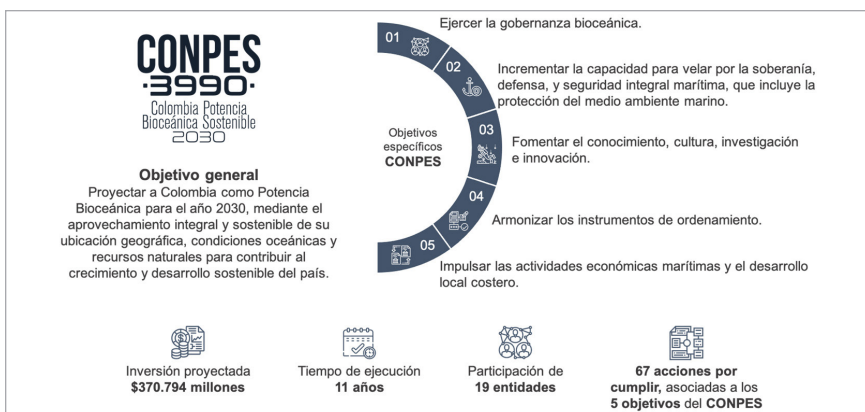 CONPES
3990
Colombia Potencia
Bioceánica Sostenible
2030
Objetivo general
Proyectar a Colombia como Potencia
Bioceánica para el año 2030, mediante el
aprovechamiento integral y sostenible de su
ubicación geográfica, condiciones oceánicas y
recursos naturales para contribuir al
crecimiento y desarrollo sostenible del país.
Objetivos
específicos
CONPES
01
Ejercer la gobernanza bioceánica.
02
Incrementar la capacidad para velar por la soberanía,
defensa, y seguridad integral marítima, que incluye la
protección del medio ambiente marino.
03
Fomentar el conocimiento, cultura, investigación
e innovación.
04
Armonizar los instrumentos de ordenamiento.
05
Impulsar las actividades económicas marítimas y el desarrollo
local costero.
Inversión proyectada
$370.794 millones
Tiempo de ejecución
11 años
Participación de
19 entidades
67 acciones por
cumplir, asociadas a los
5 objetivos del CONPES